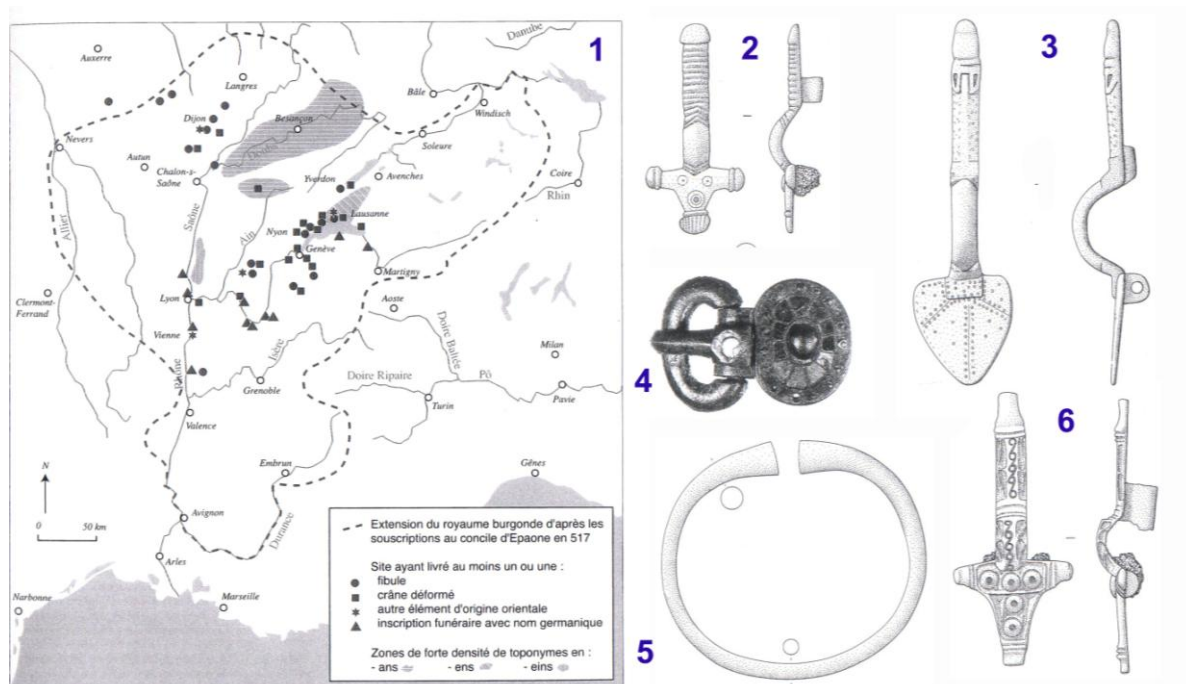 1
2
3
4
5
6
Danube
Auxerre
Langres
Bâle
Windisch
Dijon
Besançon
Doubs
Nevers
Soleure
Autun
Chalon-s-
Saône
Yverdon
Avenches
Coire
Rhin
Allier
Saône
Ain
Lausanne
Nyon
Genève
Martigny
Clermont-
Ferrand
Lyon
Aoste
Vienne
Isère
Doire Baltée
Milan
Rhône
Grenoble
Doire Ripaire
Pô
Valence
Turin
Pavie
Embrun
Gênes
N
0 50 km
Avignon
Durance
Arles
Narbonne
Marseille
Extension du royaume burgonde d'après les
souscriptions au concile d'Epaone en 517
Site ayant livré au moins un ou une :
fibule
crâne déformé
autre élément d'origine orientale
inscription funéraire avec nom germanique
Zones de forte densité de toponymes en :
- ans - ens - eins